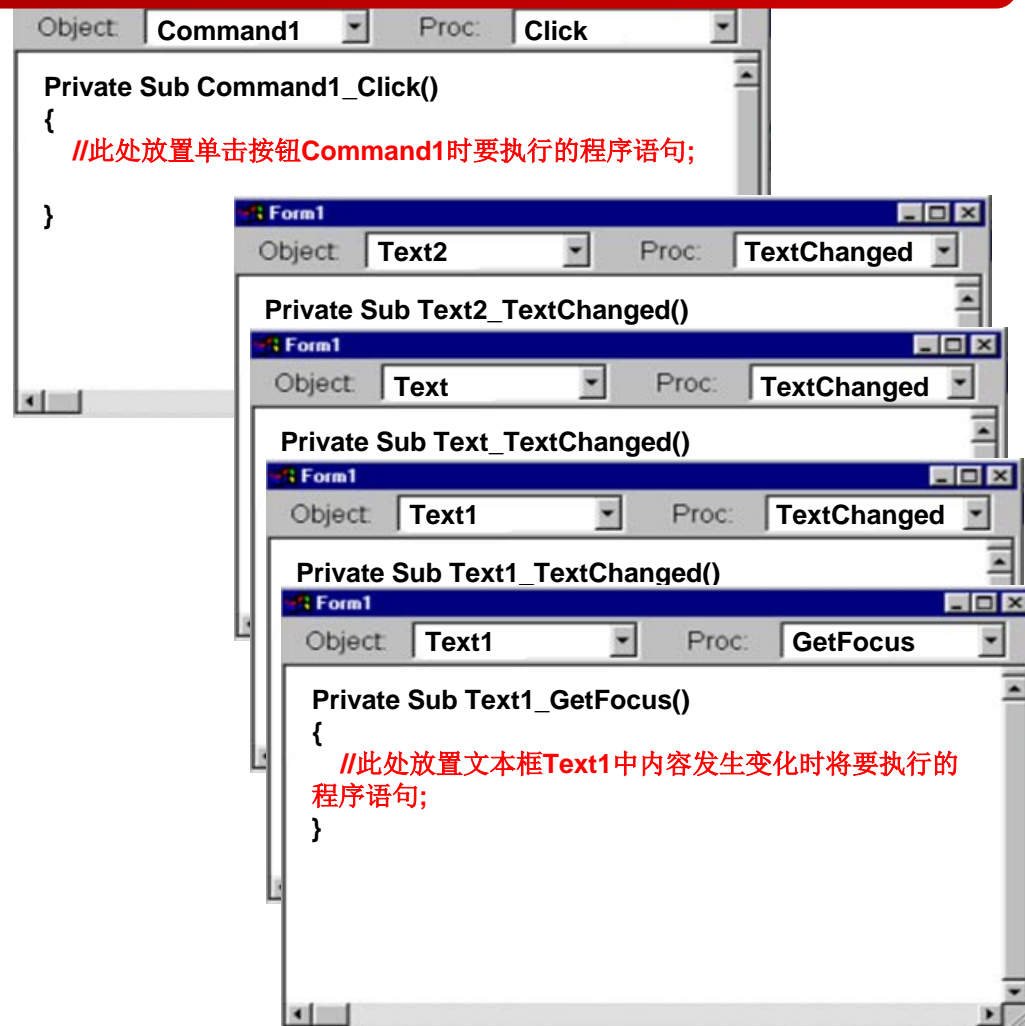 Object: Command1 Proc: Click
Private Sub Command1_Click()
{
//此处放置单击按钮Command1时要执行的程序语句;
}
Form1
Object: Text2 Proc: TextChanged
Private Sub Text2_TextChanged()
Form1
Object: Text Proc: TextChanged
Private Sub Text_TextChanged()
Form1
Object: Text1 Proc: TextChanged
Private Sub Text1_TextChanged()
Form1
Object: Text1 Proc: GetFocus
Private Sub Text1_GetFocus()
{
//此处放置文本框Text1中内容发生变化时将要执行的
程序语句;
}